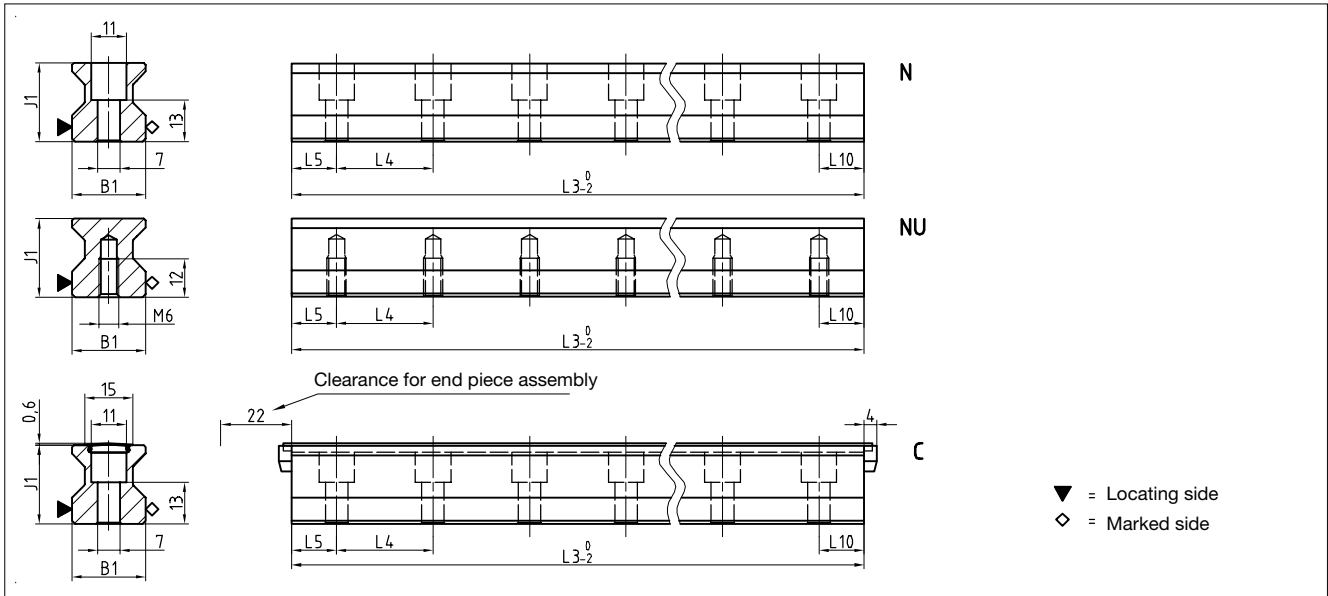 11
N
J1
13
7
B1
L5
L4
L10
L3 0 -2
NU
J1
12
M6
B1
L5
L4
L10
L3 0 -2
Clearance for end piece assembly
15
0,6
11
22
4
C
J1
13
7
B1
L5
L4
L10
L3 0 -2
= Locating side
= Marked side